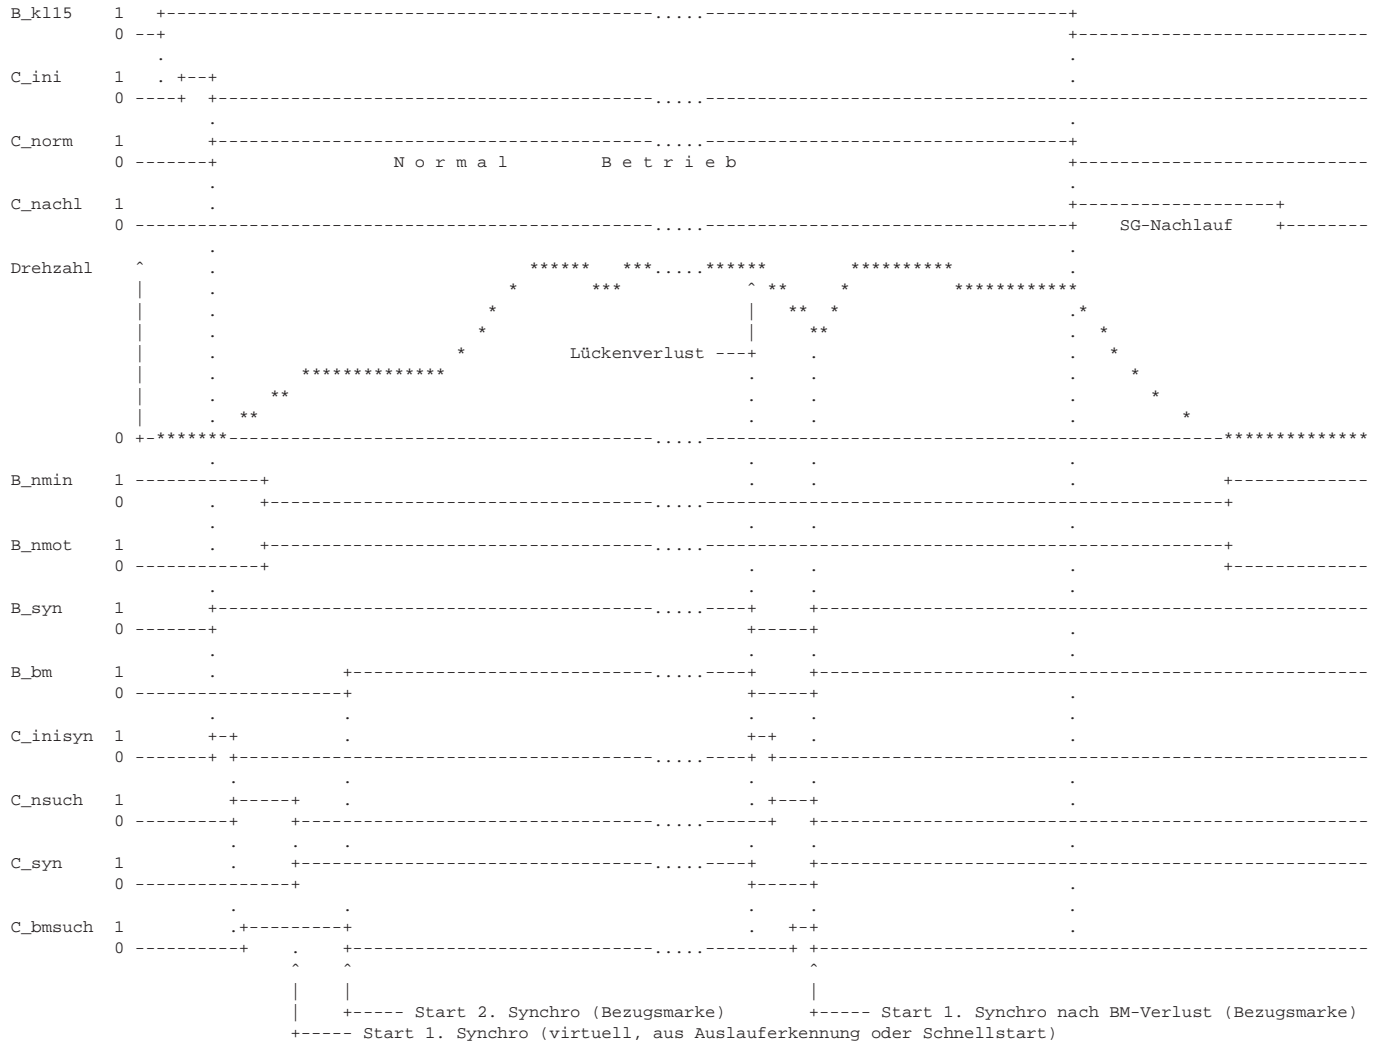 B_kl15 1 +-----------------------------------------------.....-----------------------------------+
0 --+ +----------------------------
. .
C_ini 1 . +--+ .
0 ----+ +------------------------------------------.....----------------------------------------------------------------
. .
C_norm 1 +------------------------------------------.....-----------------------------------+
0 -------+ N o r m a l B e t r i e b +----------------------------
. .
C_nachl 1 . +-------------------+
0 --------------------------------------------------.....-----------------------------------+ SG-Nachlauf +--------
. .
Drehzahl ^ . ****** ***.....****** ********** .
| . * *** ^ ** * ************
| . * | ** * .*
| . * | ** . *
| . * Lückenverlust ---+ . . *
| . ************** . . . *
| . ** . . . *
| . ** . . . *
0 +-*******-----------------------------------------.....--------------------------------------------------**************
. . . .
B_nmin 1 ------------+ . . . +-------------
0 . +-------------------------------------.....--------------------------------------------------+
. . . .
B_nmot 1 . +-------------------------------------.....--------------------------------------------------+
0 ------------+ . . . +-------------
. . . .
B_syn 1 +------------------------------------------.....----+ +-----------------------------------------------------
0 -------+ +-----+ .
. . . .
B_bm 1 . +-----------------------------.....----+ +-----------------------------------------------------
0 --------------------+ +-----+ .
. . . . .
C_inisyn 1 +-+ . +-+ . .
0 -------+ +----------------------------------------.....----+ +---------------------------------------------------------
. . . . .
C_nsuch 1 +-----+ . . +---+ .
0 ---------+ +----------------------------------.....------+ +-----------------------------------------------------
. . . . . .
C_syn 1 . +----------------------------------.....----+ +-----------------------------------------------------
0 ---------------+ +-----+ .
. . . . .
C_bmsuch 1 .+---------+ . +-+ .
0 ----------+ . +-----------------------------.....--------+ +-----------------------------------------------------
^ ^ ^
| | |
| +----- Start 2. Synchro (Bezugsmarke) +----- Start 1. Synchro nach BM-Verlust (Bezugsmarke)
+----- Start 1. Synchro (virtuell, aus Auslauferkennung oder Schnellstart)